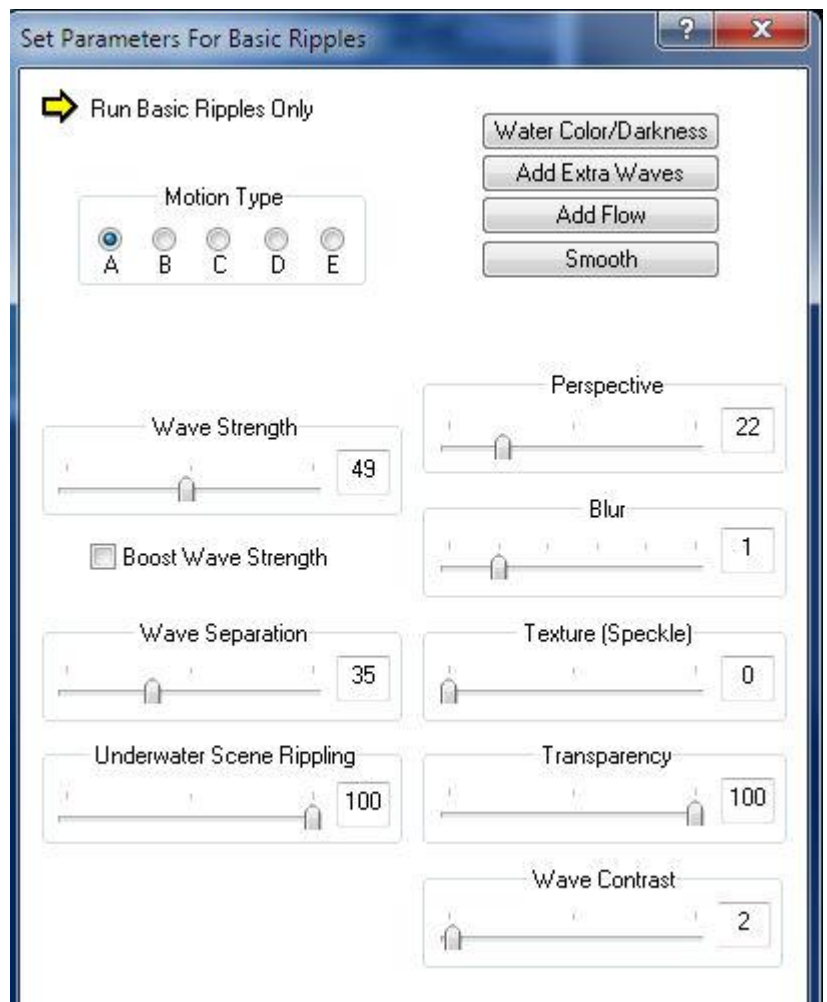 Set Parameters For Basic Ripples
?
X
Run Basic Ripples Only
Water Color/Darkness
Add Extra Waves
Add Flow
Smooth
Motion Type
A B C D E
Perspective
22
Wave Strength
49
Blur
1
Boost Wave Strength
Wave Separation
35
Texture (Speckle)
0
Underwater Scene Rippling
100
Transparency
100
Wave Contrast
2